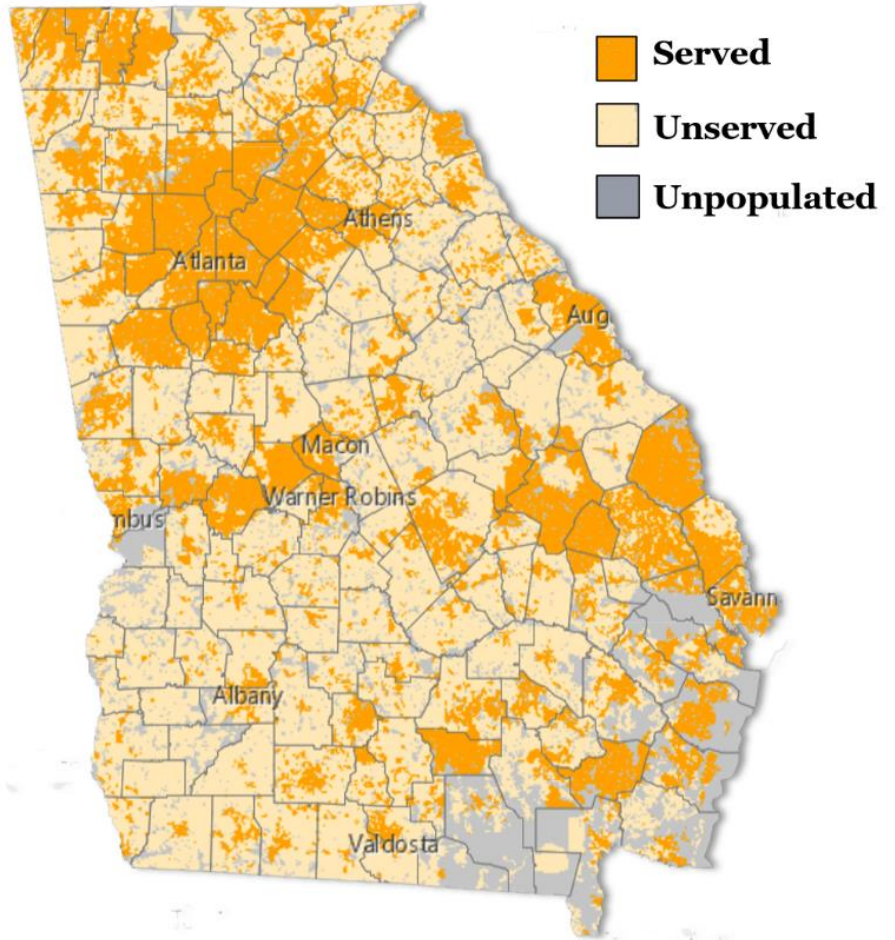 Served
Unserved
Unpopulated
Athens
Atlanta
Aug
Macon
Warner Robins
mbus
Savann
Albany
Valdosta